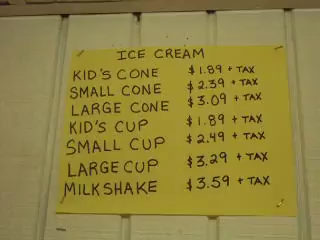 ICE CREAM
KID'S CONE $1.89 + TAX
SMALL CONE $2.39 + TAX
LARGE CONE $3.09 + TAX
KID'S CUP $1.89 + TAX
SMALL CUP $2.49 + TAX
LARGE CUP $3.29 + TAX
MILKSHAKE $3.59 + TAX